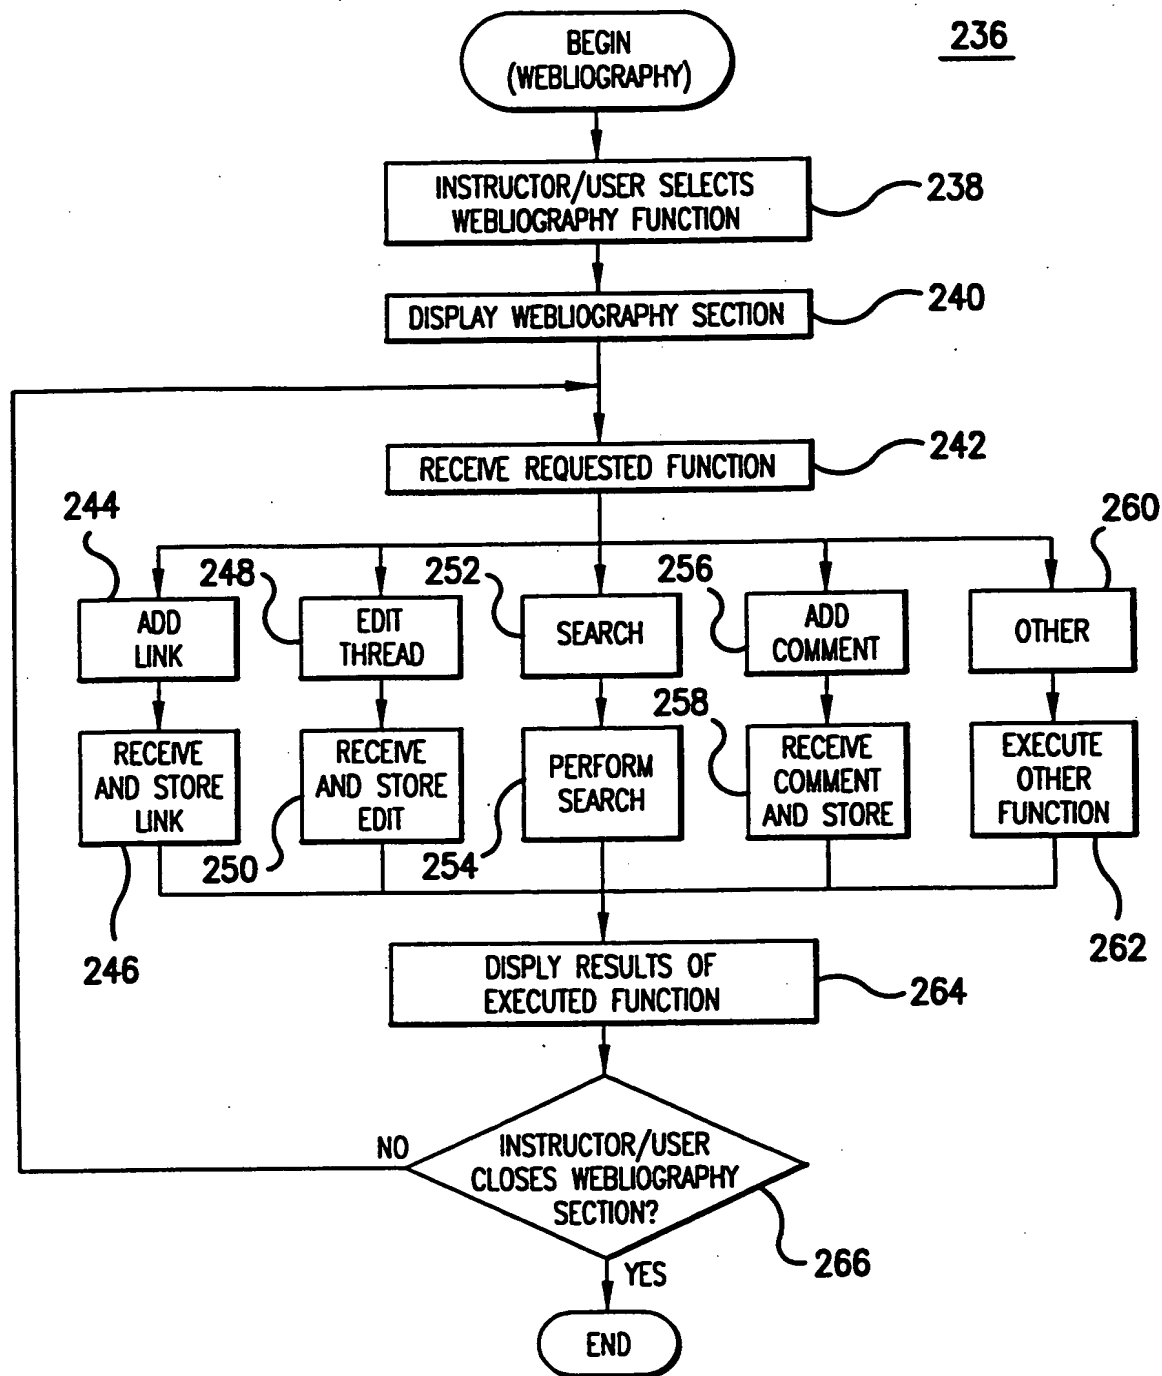 BEGIN
(WEBLIOGRAPHY)
236
INSTRUCTOR/USER SELECTS
WEBLIOGRAPHY FUNCTION
238
DISPLAY WEBLIOGRAPHY SECTION
240
RECEIVE REQUESTED FUNCTION
242
244
248
252
256
260
ADD
LINK
EDIT
THREAD
SEARCH
ADD
COMMENT
OTHER
RECEIVE
AND STORE
LINK
RECEIVE
AND STORE
EDIT
PERFORM
SEARCH
258
RECEIVE
COMMENT
AND STORE
EXECUTE
OTHER
FUNCTION
246
250
254
262
DISPLY RESULTS OF
EXECUTED FUNCTION
264
NO
INSTRUCTOR/USER
CLOSES WEBLIOGRAPHY
SECTION?
266
YES
END